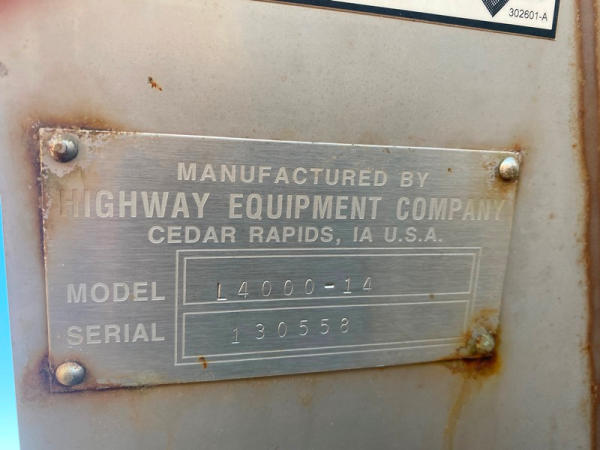 302601-A
MANUFACTURED BY
HIGHWAY EQUIPMENT COMPANY
CEDAR RAPIDS, IA U.S.A.
MODEL L4000-14
SERIAL 130558